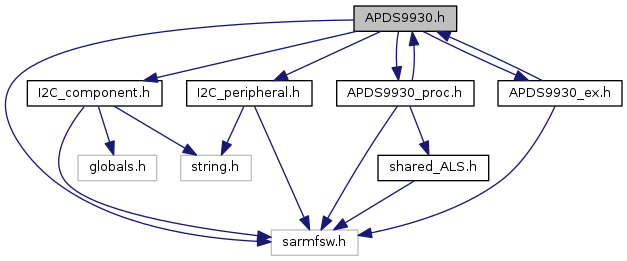 APDS9930.h
I2C_component.h
I2C_peripheral.h
APDS9930_proc.h
APDS9930_ex.h
globals.h
string.h
shared_ALS.h
sarmfsw.h